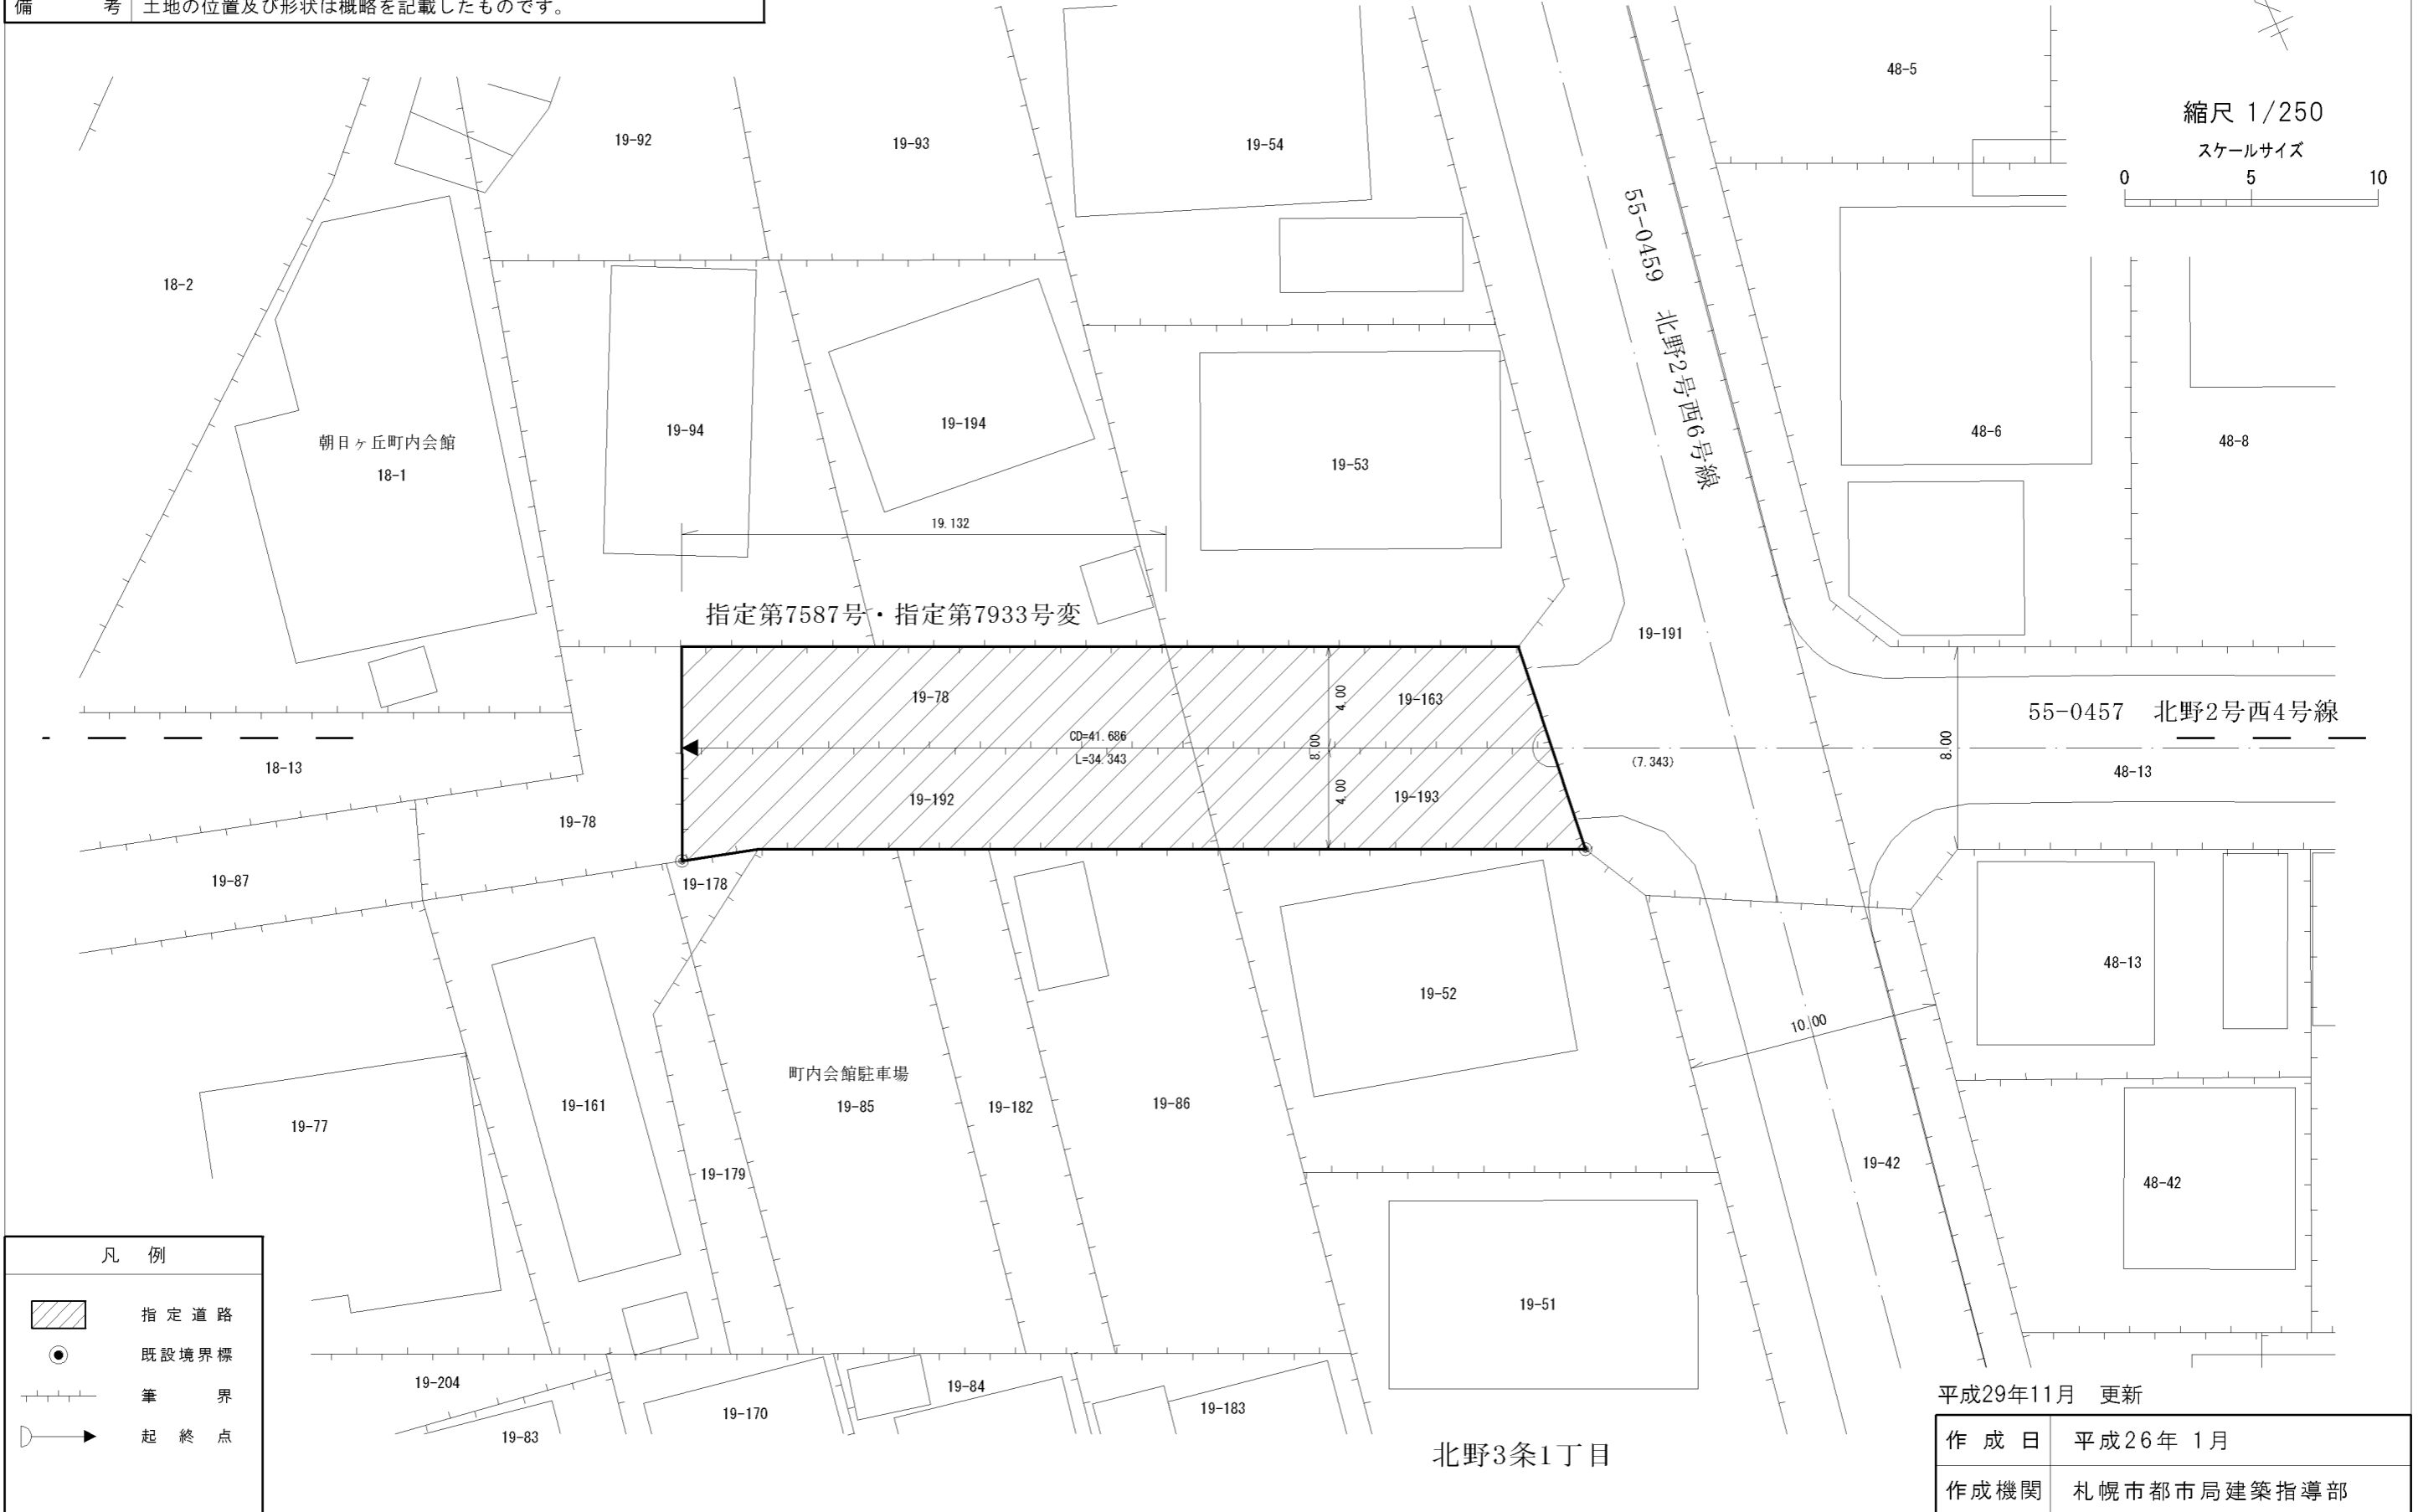 備考 土地の位置及び形状は概略を記載したものです。
48-5
縮尺 1/250
スケールサイズ
0 5 10
19-92
19-93
19-54
18-2
55-0459 北野2号西6号線
朝日ヶ丘町内会館
18-1
19-94
19-194
19-53
48-6
48-8
19.132
指定第7587号・指定第7933号変
19-191
19-78
19-163
4.00
CD=41.686
L=34.343
8.00
(7.343)
8.00
55-0457 北野2号西4号線
18-13
48-13
19-192
4.00
19-193
19-78
19-87
19-178
48-13
19-52
10.00
町内会館駐車場
19-85
19-161
19-182
19-86
19-77
19-179
19-42
48-42
凡例
指定道路
既設境界標
筆界
起終点
19-51
19-204
19-84
19-170
19-183
19-83
北野3条1丁目
平成29年11月 更新
作成日 平成26年 1月
作成機関 札幌市都市局建築指導部